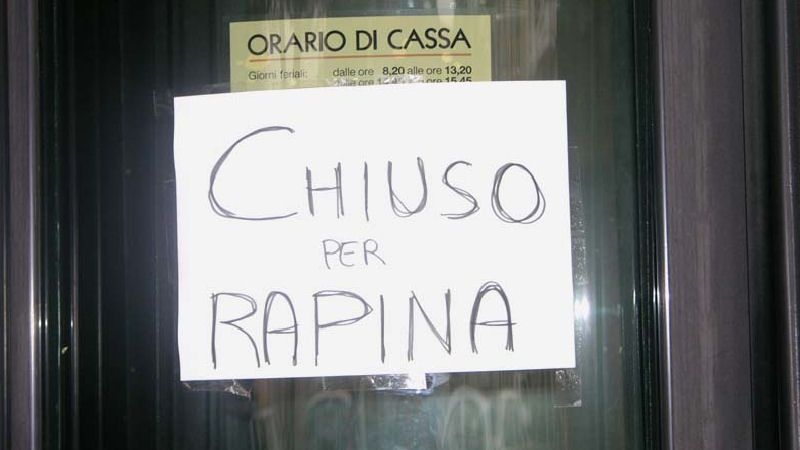 ORARIO DI CASSA
Giorni feriali: dalle ore 8,20 alle ore 13,20
dalle ore 15,45
CHIUSO
PER
RAPINA